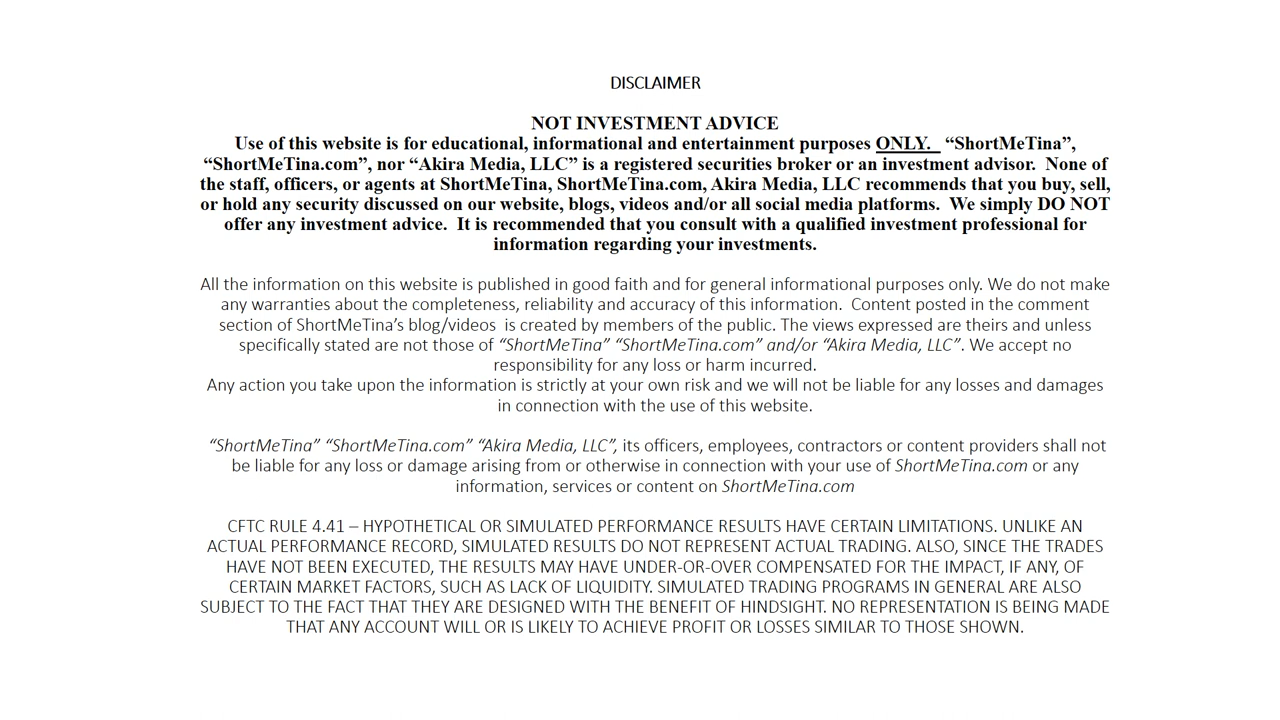 DISCLAIMER
NOT INVESTMENT ADVICE
Use of this website is for educational, informational and entertainment purposes ONLY.  “ShortMeTina”,
“ShortMeTina.com”, nor “Akira Media, LLC” is a registered securities broker or an investment advisor.  None of
the staff, officers, or agents at ShortMeTina, ShortMeTina.com, Akira Media, LLC recommends that you buy, sell,
or hold any security discussed on our website, blogs, videos and/or all social media platforms.  We simply DO NOT
offer any investment advice.  It is recommended that you consult with a qualified investment professional for
information regarding your investments.
All the information on this website is published in good faith and for general informational purposes only. We do not make
any warranties about the completeness, reliability and accuracy of this information.  Content posted in the comment
section of ShortMeTina’s blog/videos  is created by members of the public. The views expressed are theirs and unless
specifically stated are not those of “ShortMeTina” “ShortMeTina.com” and/or “Akira Media, LLC”. We accept no
responsibility for any loss or harm incurred.
Any action you take upon the information is strictly at your own risk and we will not be liable for any losses and damages
in connection with the use of this website.
“ShortMeTina” “ShortMeTina.com” “Akira Media, LLC”, its officers, employees, contractors or content providers shall not
be liable for any loss or damage arising from or otherwise in connection with your use of ShortMeTina.com or any
information, services or content on ShortMeTina.com
CFTC RULE 4.41 – HYPOTHETICAL OR SIMULATED PERFORMANCE RESULTS HAVE CERTAIN LIMITATIONS. UNLIKE AN
ACTUAL PERFORMANCE RECORD, SIMULATED RESULTS DO NOT REPRESENT ACTUAL TRADING. ALSO, SINCE THE TRADES
HAVE NOT BEEN EXECUTED, THE RESULTS MAY HAVE UNDER-OR-OVER COMPENSATED FOR THE IMPACT, IF ANY, OF
CERTAIN MARKET FACTORS, SUCH AS LACK OF LIQUIDITY. SIMULATED TRADING PROGRAMS IN GENERAL ARE ALSO
SUBJECT TO THE FACT THAT THEY ARE DESIGNED WITH THE BENEFIT OF HINDSIGHT. NO REPRESENTATION IS BEING MADE
THAT ANY ACCOUNT WILL OR IS LIKELY TO ACHIEVE PROFIT OR LOSSES SIMILAR TO THOSE SHOWN.